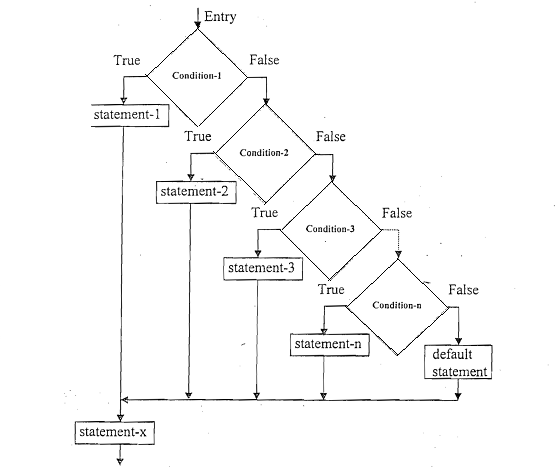 Entry
True
False
Condition-1
statement-1
True
False
Condition-2
statement-2
True
False
Condition-3
statement-3
True
False
Condition-n
statement-n
default
statement
statement-x